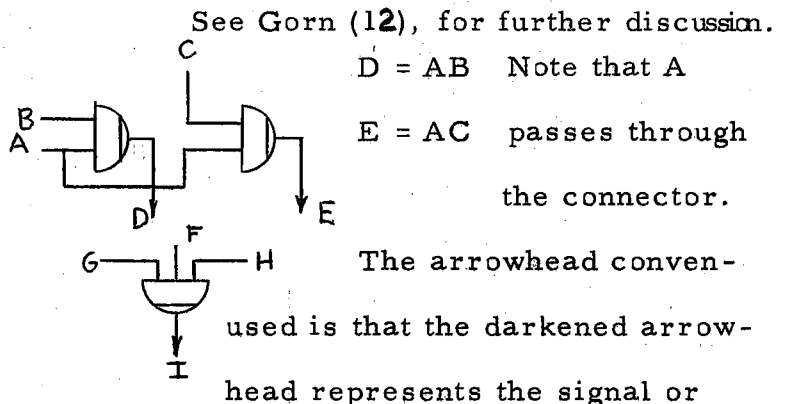 See Gorn (12), for further discussion.
C
D = AB Note that A
B
A
E = AC passes through
the connector.
D
E
F
G
H
The arrowhead conven-
used is that the darkened arrow-
I
head represents the signal or